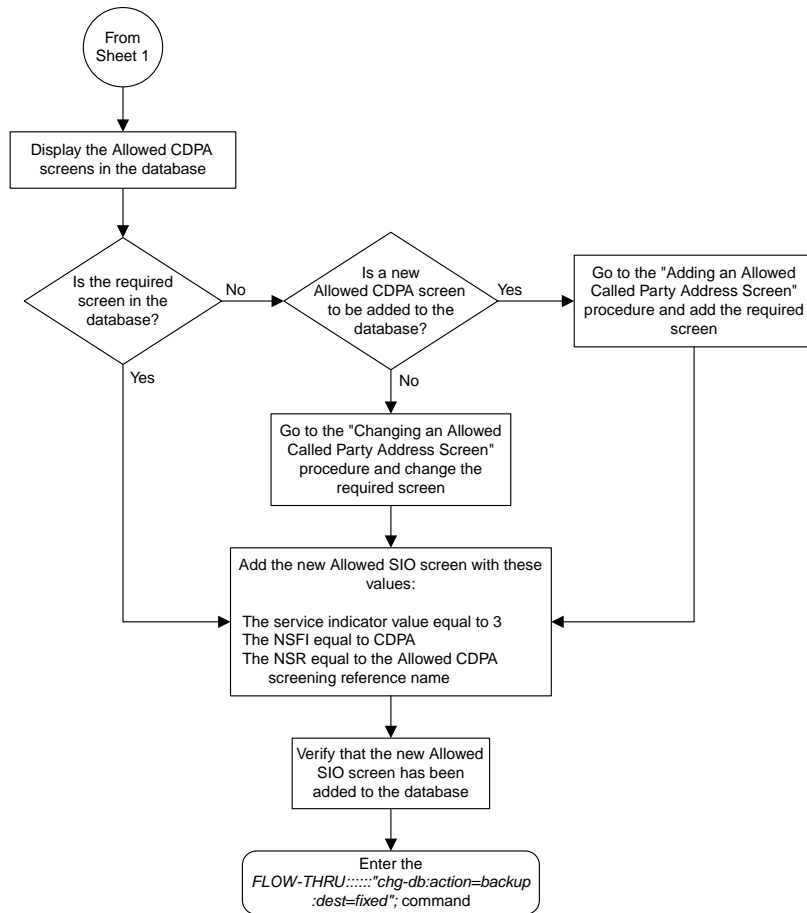 From
Sheet 1
Display the Allowed CDPA
screens in the database
Is the required
screen in the
database?
No
Is a new
Allowed CDPA screen
to be added to the
database?
Yes
Go to the "Adding an Allowed
Called Party Address Screen"
procedure and add the required
screen
Yes
No
Go to the "Changing an Allowed
Called Party Address Screen"
procedure and change the
required screen
Add the new Allowed SIO screen with these
values:
The service indicator value equal to 3
The NSFI equal to CDPA
The NSR equal to the Allowed CDPA
screening reference name
Verify that the new Allowed
SIO screen has been
added to the database
Enter the
FLOW-THRU::::::"chg-db:action=backup
:dest=fixed"; command